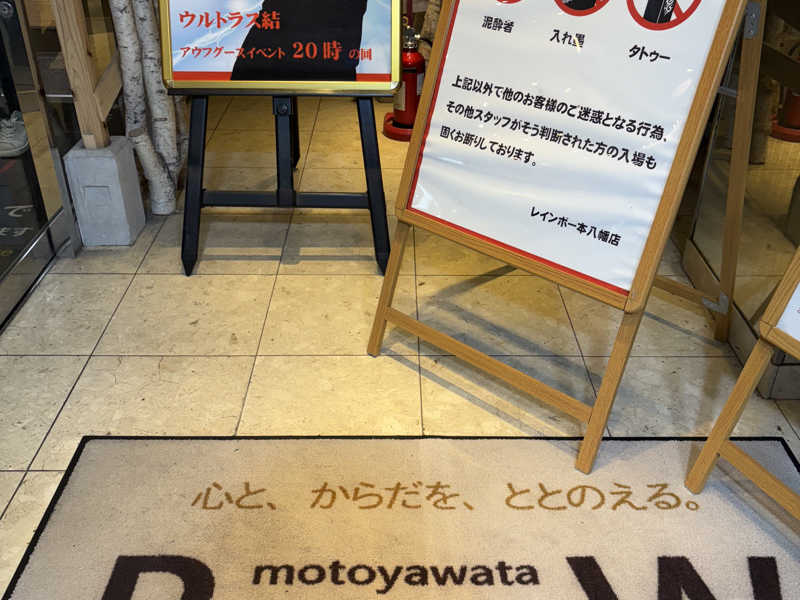 ウルトラス結
アウフグースイベント 20時 の回
泥酔者
入れ墨
タトゥー
上記以外で他のお客様のご迷惑となる行為、
その他スタッフがそう判断された方の入場も
固くお断りしております。
レインボー本八幡店
で
ます
心と、からだを、ととのえる。
motoyawata
R
W